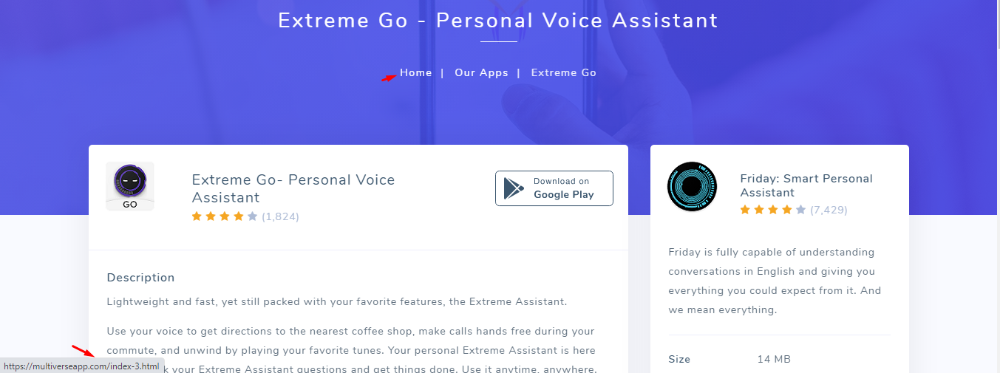 Extreme Go - Personal Voice Assistant
Home | Our Apps | Extreme Go
GO
Extreme Go- Personal Voice
Assistant
(1,824)
Download on
Google Play
Description
Lightweight and fast, yet still packed with your favorite features, the Extreme Assistant.
Use your voice to get directions to the nearest coffee shop, make calls hands free during your
commute, and unwind by playing your favorite tunes. Your personal Extreme Assistant is here
k your Extreme Assistant questions and get things done. Use it anytime, anywhere.
https://multiverseapp.com/index-3.html
Friday: Smart Personal
Assistant
(7,429)
Friday is fully capable of understanding
conversations in English and giving you
everything you could expect from it. And
we mean everything.
Size 14 MB